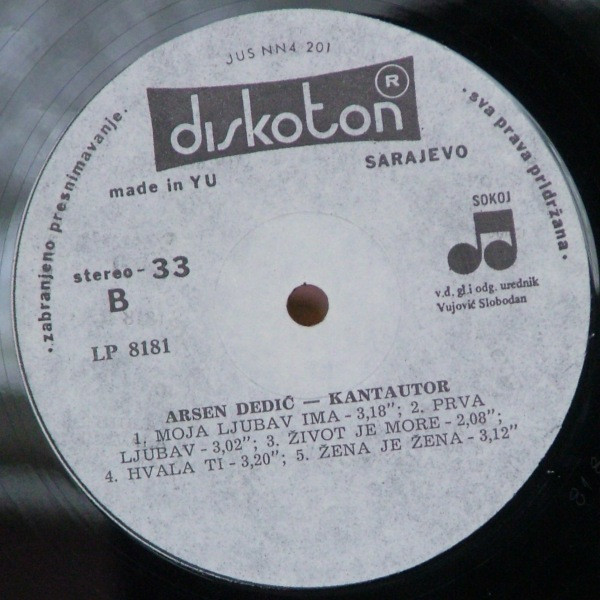 JUS NN4 201
diskoton ®
SARAJEVO
made in YU
·zabranjeno presnimavanje·
·sva prava pridržana·
SOKOJ
stereo - 33
B
v.d. gl.i odg. urednik
Vujović Slobodan
LP 8181
ARSEN DEDIĆ — KANTAUTOR
1. MOJA LJUBAV IMA - 3,18"; 2. PRVA
LJUBAV - 3,02"; 3. ŽIVOT JE MORE - 2,08";
4. HVALA TI - 3,20"; 5. ŽENA JE ŽENA - 3,12"